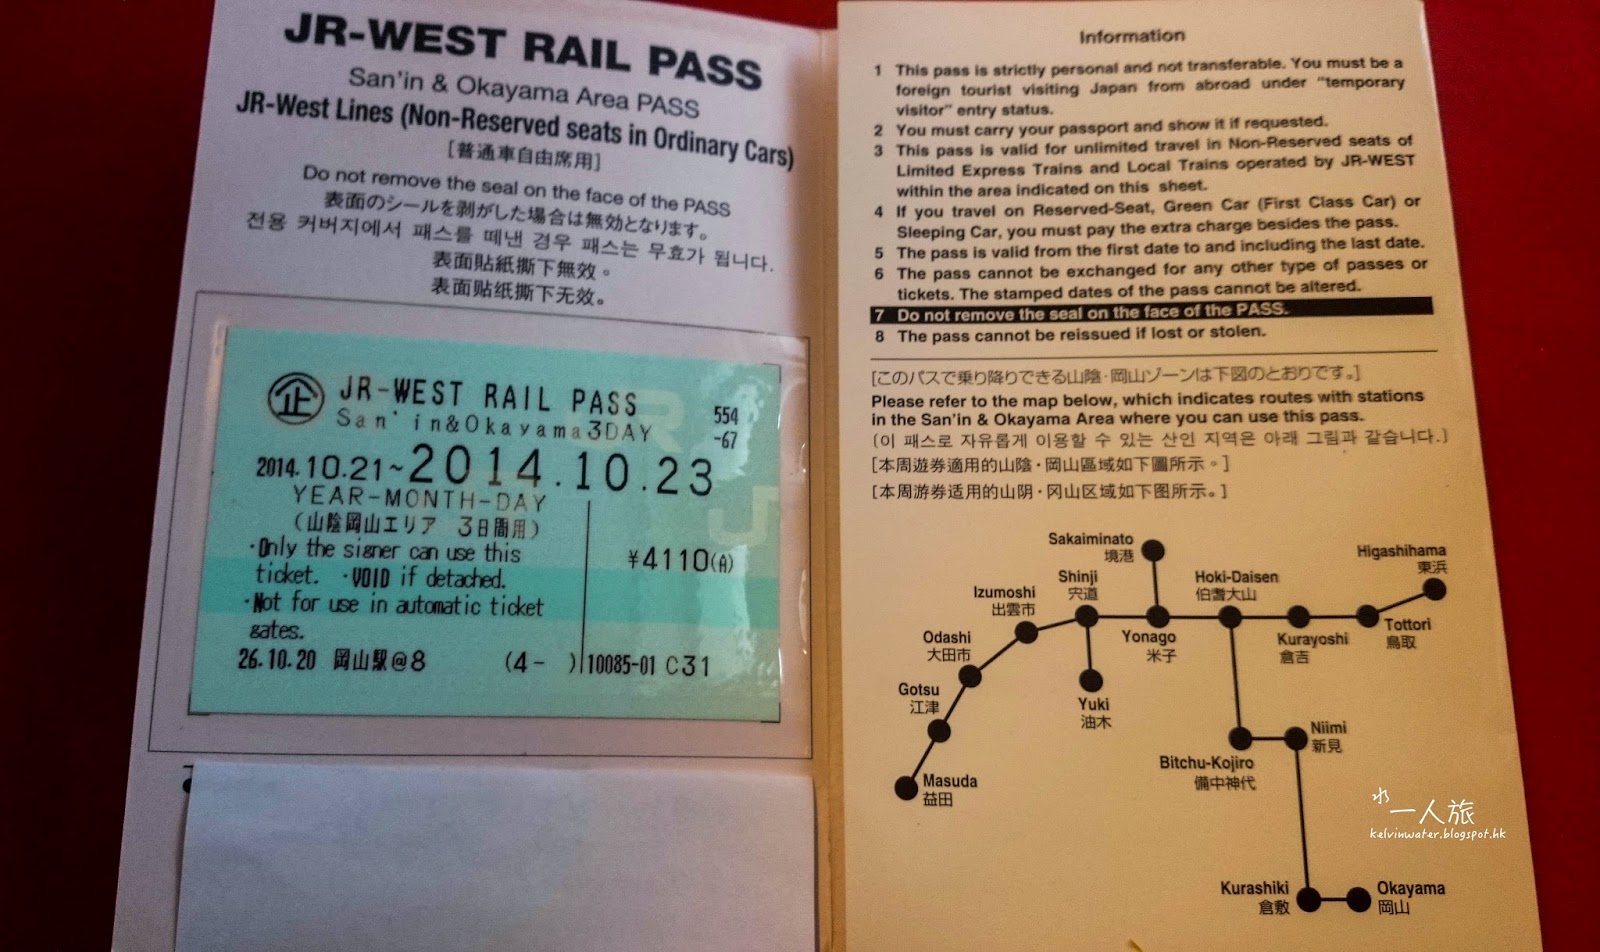 JR-WEST RAIL PASS
San'in & Okayama Area PASS
JR-West Lines (Non-Reserved seats in Ordinary Cars)
[普通車自由席用]
Do not remove the seal on the face of the PASS
表面のシールを剥がした場合は無効となります。
전용 커버지에서 패스를 떼낸 경우 패스는 무효가 됩니다.
表面貼紙撕下無效。
表面贴纸撕下无效。
企 JR-WEST RAIL PASS
San'in&Okayama3DAY
554
-67
2014.10.21~2014.10.23
YEAR-MONTH-DAY
(山陰岡山エリア 3日間用)
・Only the signer can use this
ticket. ・VOID if detached.
・Not for use in automatic ticket
gates.
¥4110(A)
26.10.20 岡山駅@8 (4- ) 10085-01 C31
Information
1 This pass is strictly personal and not transferable. You must be a
foreign tourist visiting Japan from abroad under "temporary
visitor" entry status.
2 You must carry your passport and show it if requested.
3 This pass is valid for unlimited travel in Non-Reserved seats of
Limited Express Trains and Local Trains operated by JR-WEST
within the area indicated on this sheet.
4 If you travel on Reserved-Seat, Green Car (First Class Car) or
Sleeping Car, you must pay the extra charge besides the pass.
5 The pass is valid from the first date to and including the last date.
6 The pass cannot be exchanged for any other type of passes or
tickets. The stamped dates of the pass cannot be altered.
7 Do not remove the seal on the face of the PASS.
8 The pass cannot be reissued if lost or stolen.
[このパスで乗り降りできる山陰・岡山ゾーンは下図のとおりです。]
Please refer to the map below, which indicates routes with stations
in the San'in & Okayama Area where you can use this pass.
(이 패스로 자유롭게 이용할 수 있는 산인 지역은 아래 그림과 같습니다.)
[本周遊券適用的山陰・岡山區域如下圖所示。]
[本周游券适用的山阴・冈山区域如下图所示。]
Sakaiminato
境港
Higashihama
東浜
Shinji
宍道
Hoki-Daisen
伯耆大山
Izumoshi
出雲市
Yonago
米子
Kurayoshi
倉吉
Tottori
鳥取
Odashi
大田市
Gotsu
江津
Yuki
油木
Niimi
新見
Bitchu-Kojiro
備中神代
Masuda
益田
Kurashiki
倉敷
Okayama
岡山
水一人旅
kelvinwater.blogspot.hk